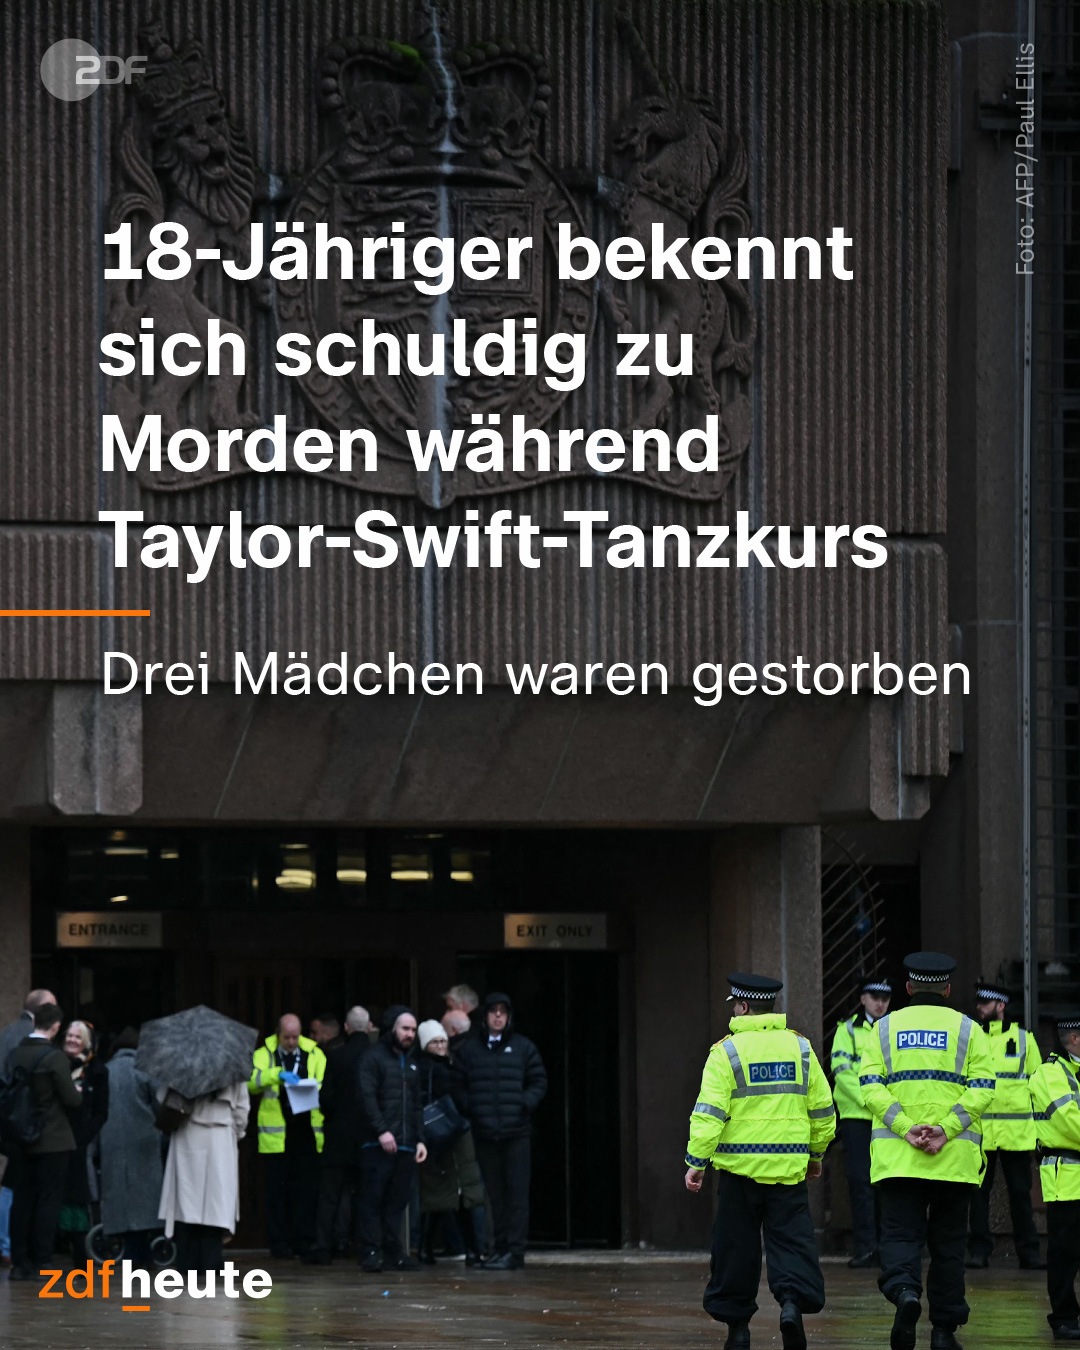 ZDF
Foto: AFP/Paul Ellis
18-Jähriger bekennt
sich schuldig zu
Morden während
Taylor-Swift-Tanzkurs
Drei Mädchen waren gestorben
ENTRANCE
EXIT ONLY
POLICE
POLICE
zdfheute